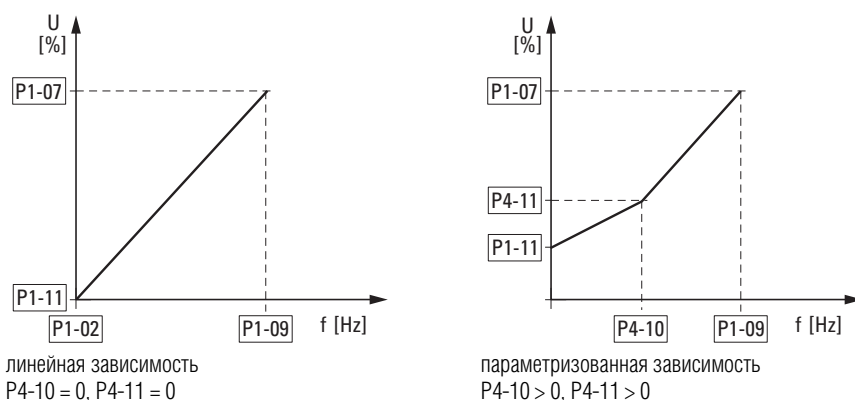 U
[%]
P1-07
P1-11
P1-02
P1-09
f [Hz]
линейная зависимость
P4-10 = 0, P4-11 = 0
U
[%]
P1-07
P4-11
P1-11
P4-10
P1-09
f [Hz]
параметризованная зависимость
P4-10 > 0, P4-11 > 0